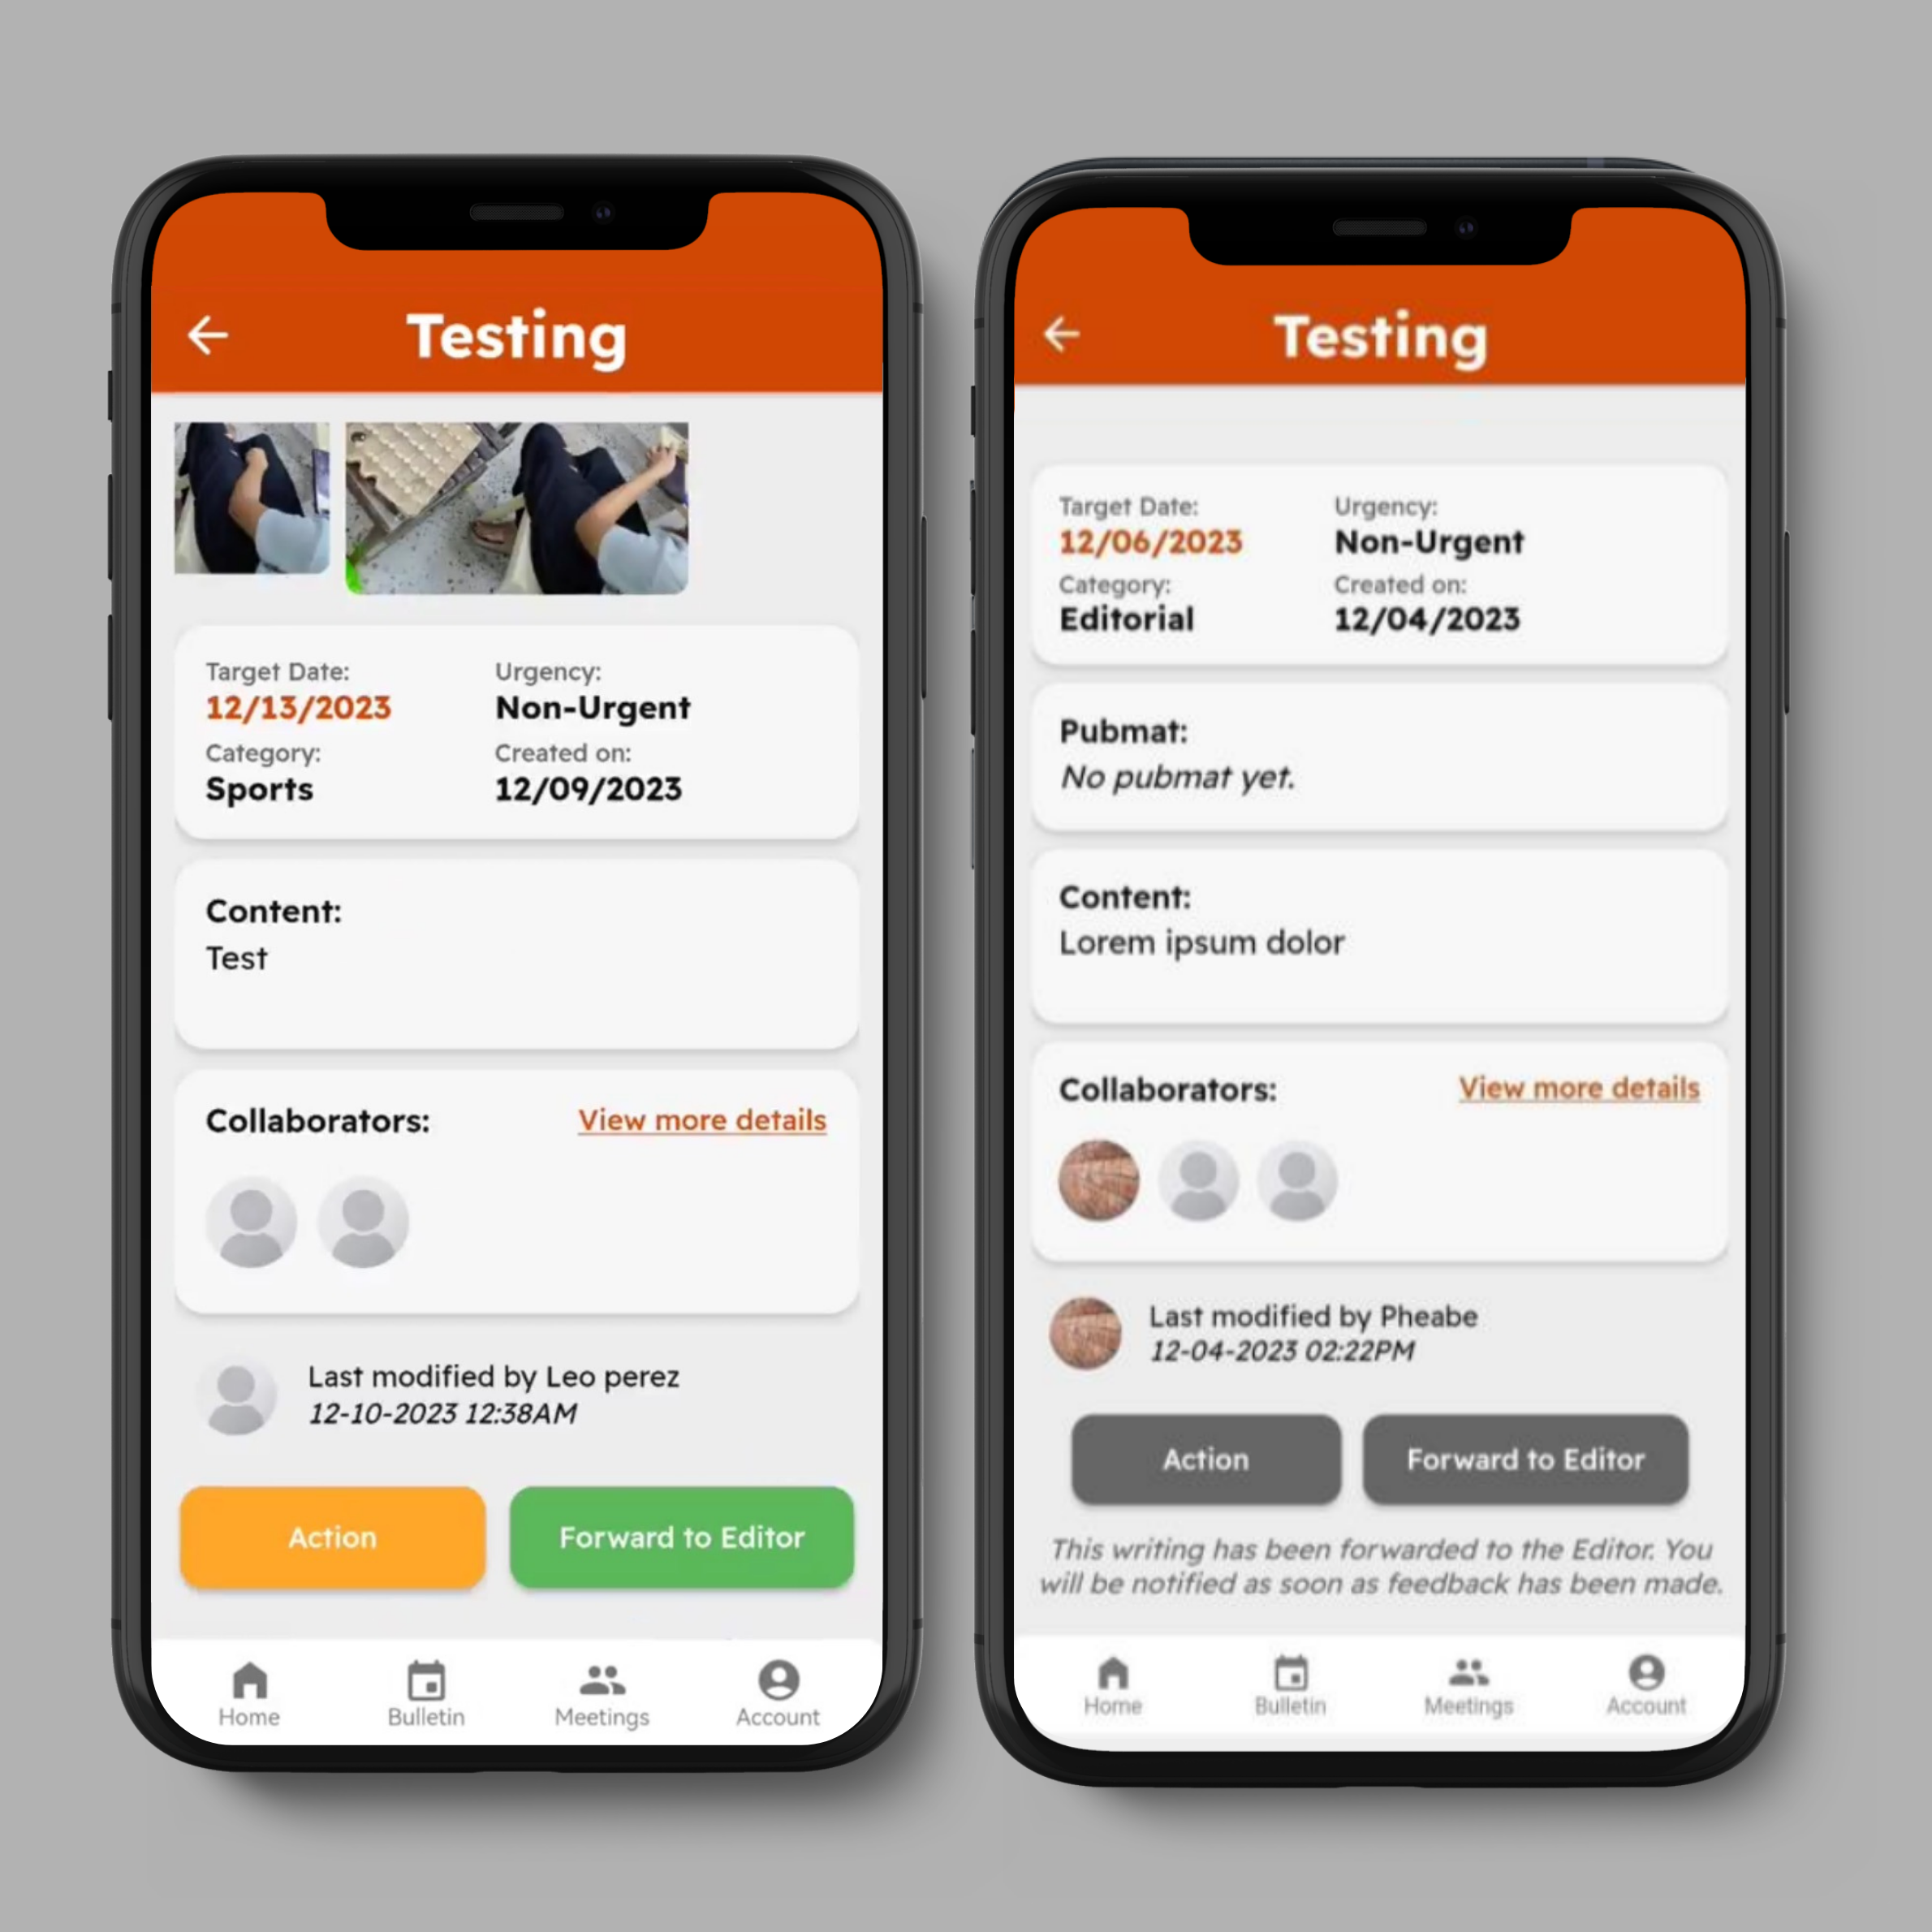 Testing
Target Date:
Urgency:
12/13/2023
Non-Urgent
Category:
Created on:
Sports
12/09/2023
Content:
Test
Collaborators:
View more details
Last modified by Leo perez
12-10-2023 12:38AM
Action
Forward to Editor
Home
Bulletin
Meetings
Account
Testing
Target Date:
Urgency:
12/06/2023
Non-Urgent
Category:
Created on:
Editorial
12/04/2023
Pubmat:
No pubmat yet.
Content:
Lorem ipsum dolor
Collaborators:
View more details
Last modified by Pheabe
12-04-2023 02:22PM
Action
Forward to Editor
This writing has been forwarded to the Editor. You
will be notified as soon as feedback has been made.
Home
Bulletin
Meetings
Account